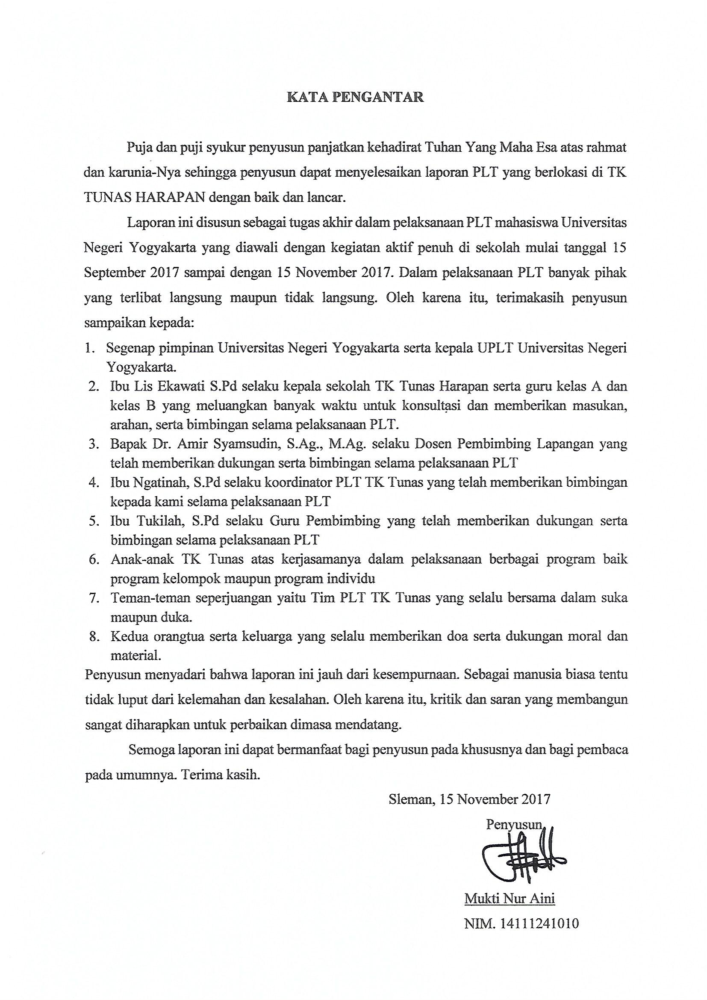 KATA PENGANTAR
Puja dan puji syukur penyusun panjatkan kehadirat Tuhan Yang Maha Esa atas rahmat
dan karunia-Nya sehingga penyusun dapat menyelesaikan laporan PLT yang berlokasi di TK
TUNAS HARAPAN dengan baik dan lancar.
Laporan ini disusun sebagai tugas akhir dalam pelaksanaan PLT mahasiswa Universitas
Negeri Yogyakarta yang diawali dengan kegiatan aktif penuh di sekolah mulai tanggal 15
September 2017 sampai dengan 15 November 2017. Dalam pelaksanaan PLT banyak pihak
yang terlibat langsung maupun tidak langsung. Oleh karena itu, terimakasih penyusun
sampaikan kepada:
1. Segenap pimpinan Universitas Negeri Yogyakarta serta kepala UPLT Universitas Negeri
Yogyakarta.
2. Ibu Lis Ekawati S.Pd selaku kepala sekolah TK Tunas Harapan serta guru kelas A dan
kelas B yang meluangkan banyak waktu untuk konsultasi dan memberikan masukan,
arahan, serta bimbingan selama pelaksanaan PLT.
3. Bapak Dr. Amir Syamsudin, S.Ag., M.Ag. selaku Dosen Pembimbing Lapangan yang
telah memberikan dukungan serta bimbingan selama pelaksanaan PLT
4. Ibu Ngatinah, S.Pd selaku koordinator PLT TK Tunas yang telah memberikan bimbingan
kepada kami selama pelaksanaan PLT
5. Ibu Tukilah, S.Pd selaku Guru Pembimbing yang telah memberikan dukungan serta
bimbingan selama pelaksanaan PLT
6. Anak-anak TK Tunas atas kerjasamanya dalam pelaksanaan berbagai program baik
program kelompok maupun program individu
7. Teman-teman seperjuangan yaitu Tim PLT TK Tunas yang selalu bersama dalam suka
maupun duka.
8. Kedua orangtua serta keluarga yang selalu memberikan doa serta dukungan moral dan
material.
Penyusun menyadari bahwa laporan ini jauh dari kesempurnaan. Sebagai manusia biasa tentu
tidak luput dari kelemahan dan kesalahan. Oleh karena itu, kritik dan saran yang membangun
sangat diharapkan untuk perbaikan dimasa mendatang.
Semoga laporan ini dapat bermanfaat bagi penyusun pada khususnya dan bagi pembaca
pada umumnya. Terima kasih.
Sleman, 15 November 2017
Penyusun,
Mukti Nur Aini
NIM. 14111241010